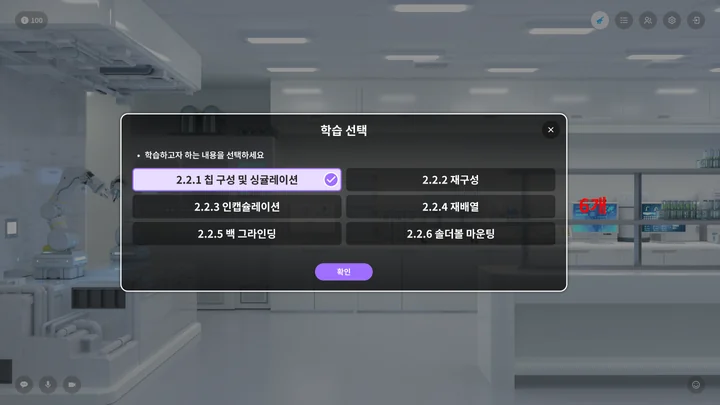 100
학습 선택
• 학습하고자 하는 내용을 선택하세요
2.2.1 칩 구성 및 싱귤레이션
2.2.2 재구성
2.2.3 인캡슐레이션
2.2.4 재배열
6개
2.2.5 백 그라인딩
2.2.6 솔더볼 마운팅
확인